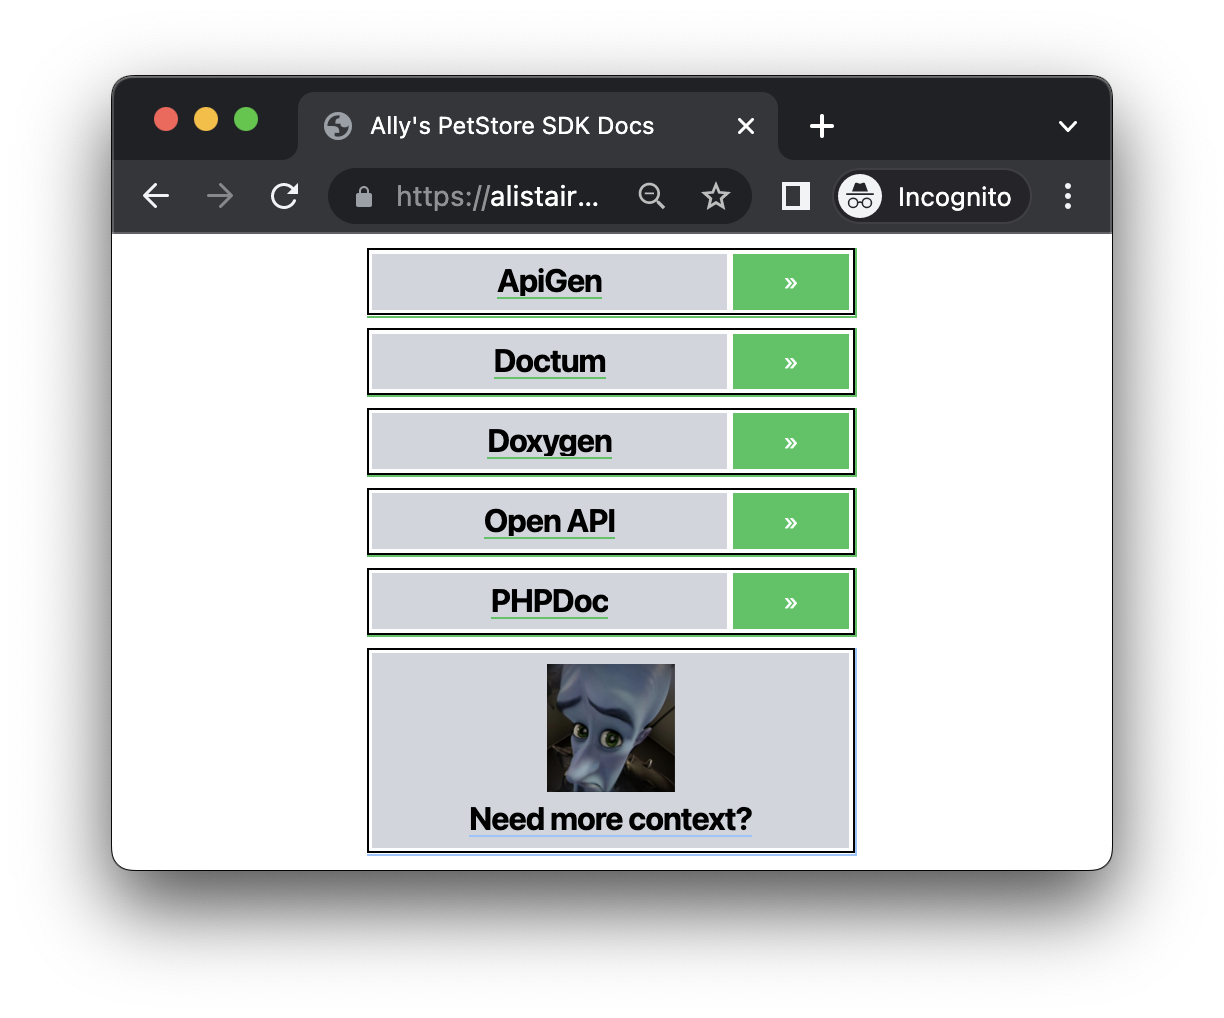 Ally's PetStore SDK Docs
https://alistair...
Incognito
ApiGen »
Doctum »
Doxygen »
Open API »
PHPDoc »
Need more context?